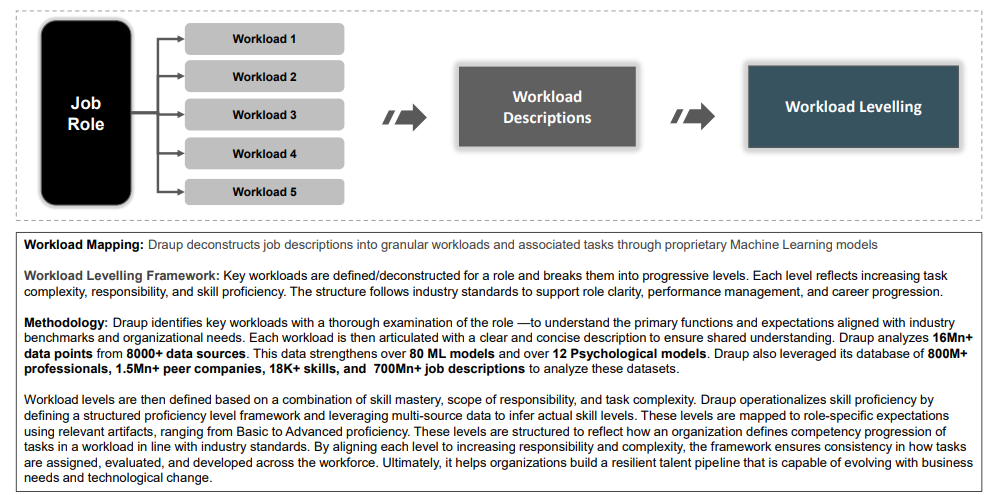 Job
Role
Workload 1
Workload 2
Workload 3
Workload 4
Workload 5
Workload
Descriptions
Workload Levelling
Workload Mapping: Draup deconstructs job descriptions into granular workloads and associated tasks through proprietary Machine Learning models
Workload Levelling Framework: Key workloads are defined/deconstructed for a role and breaks them into progressive levels. Each level reflects increasing task
complexity, responsibility, and skill proficiency. The structure follows industry standards to support role clarity, performance management, and career progression.
Methodology: Draup identifies key workloads with a thorough examination of the role —to understand the primary functions and expectations aligned with industry
benchmarks and organizational needs. Each workload is then articulated with a clear and concise description to ensure shared understanding. Draup analyzes 16Mn+
data points from 8000+ data sources. This data strengthens over 80 ML models and over 12 Psychological models. Draup also leveraged its database of 800M+
professionals, 1.5Mn+ peer companies, 18K+ skills, and 700Mn+ job descriptions to analyze these datasets.
Workload levels are then defined based on a combination of skill mastery, scope of responsibility, and task complexity. Draup operationalizes skill proficiency by
defining a structured proficiency level framework and leveraging multi-source data to infer actual skill levels. These levels are mapped to role-specific expectations
using relevant artifacts, ranging from Basic to Advanced proficiency. These levels are structured to reflect how an organization defines competency progression of
tasks in a workload in line with industry standards. By aligning each level to increasing responsibility and complexity, the framework ensures consistency in how tasks
are assigned, evaluated, and developed across the workforce. Ultimately, it helps organizations build a resilient talent pipeline that is capable of evolving with business
needs and technological change.